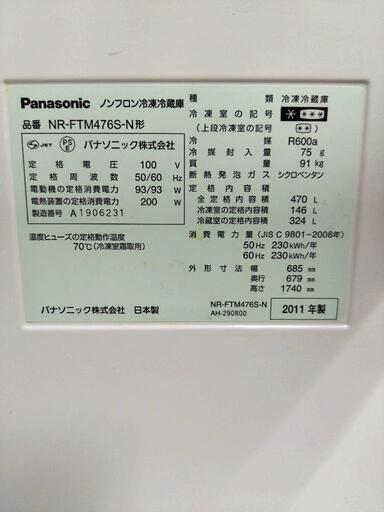 Panasonic ノンフロン冷凍冷蔵庫
品番 NR-FTM476S-N形
JET PS E パナソニック株式会社
定格電圧 100 V
定格周波数 50/60 Hz
電動機の定格消費電力 93/93 W
電熱装置の定格消費電力 200 W
製造番号 A1906231
温度ヒューズの定格動作温度
70℃(冷凍室霜取用)
パナソニック株式会社 日本製
種類 冷凍冷蔵庫
冷凍室の記号
(上段冷凍室の記号)
冷媒 R600a
冷媒封入量 75 g
質量 91 kg
断熱発泡ガス シクロペンタン
定格内容積
全定格内容積 470 L
冷凍室の定格内容積 146 L
冷蔵室の定格内容積 324 L
消費電力量(JIS C 9801-2006年)
50Hz 230kWh/年
60Hz 230kWh/年
外形寸法 幅 685 mm
奥行 679 mm
高さ 1740 mm
NR-FTM476S-N
AH-290800
2011年製